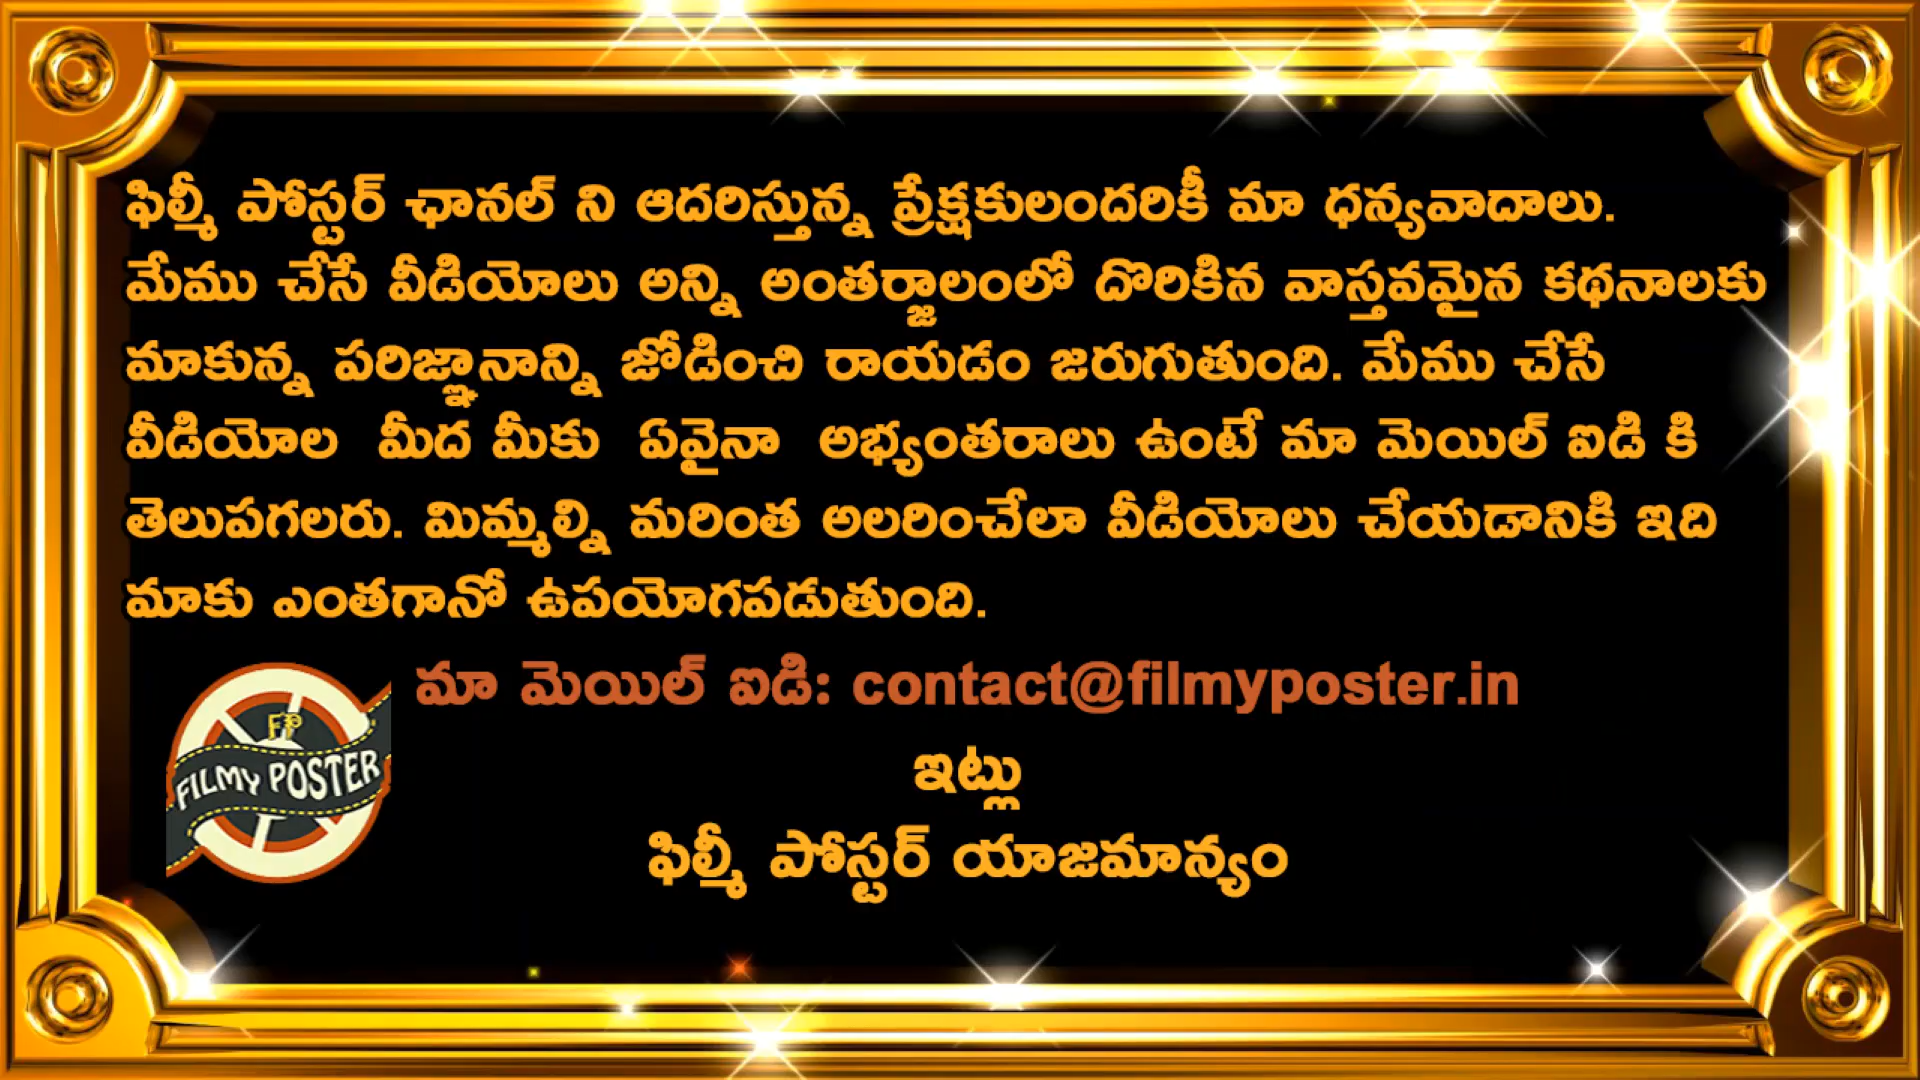 ఫిల్మీ పోస్టర్ ఛానల్ ని ఆదరిస్తున్న ప్రేక్షకులందరికీ మా ధన్యవాదాలు.
మేము చేసే వీడియోలు అన్ని అంతర్జాలంలో దొరికిన వాస్తవమైన కథనాలకు
మాకున్న పరిజ్ఞానాన్ని జోడించి రాయడం జరుగుతుంది. మేము చేసే
వీడియోల మీద మీకు ఏవైనా అభ్యంతరాలు ఉంటే మా మెయిల్ ఐడి కి
తెలుపగలరు. మిమ్మల్ని మరింత అలరించేలా వీడియోలు చేయడానికి ఇది
మాకు ఎంతగానో ఉపయోగపడుతుంది.
మా మెయిల్ ఐడి: contact@filmyposter.in
FP
FILMY POSTER
ఇట్లు
ఫిల్మీ పోస్టర్ యాజమాన్యం